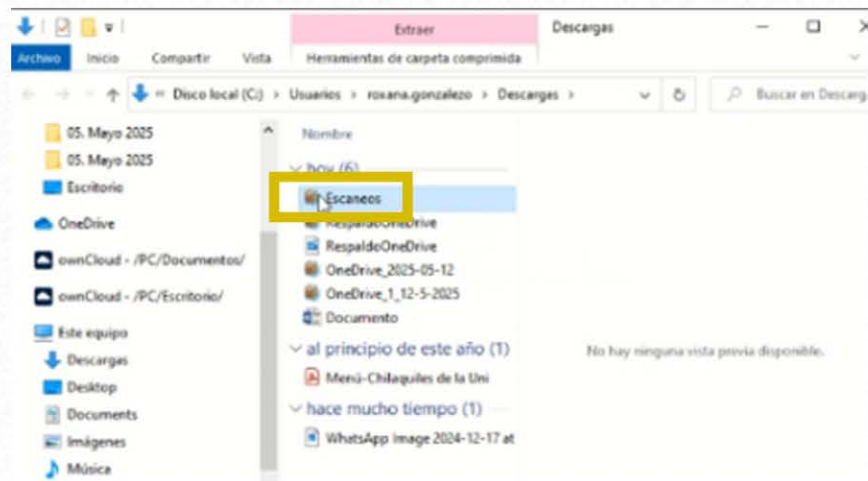 Extraer
Descargas
Archivo Inicio Compartir Vista Herramientas de carpeta comprimida
« Disco local (C:) > Usuarios > roxana.gonzalezo > Descargas >
Buscar en Descarg
05. Mayo 2025
05. Mayo 2025
Escritorio
OneDrive
ownCloud - /PC/Documentos/
ownCloud - /PC/Escritorio/
Este equipo
Descargas
Desktop
Documents
Imágenes
Música
Nombre
hoy (6)
Escaneos
RespaldoOneDrive
RespaldoOneDrive
OneDrive_2025-05-12
OneDrive_1_12-5-2025
Documento
al principio de este año (1)
Menú-Chilaquiles de la Uni
hace mucho tiempo (1)
WhatsApp Image 2024-12-17 at
No hay ninguna vista previa disponible.